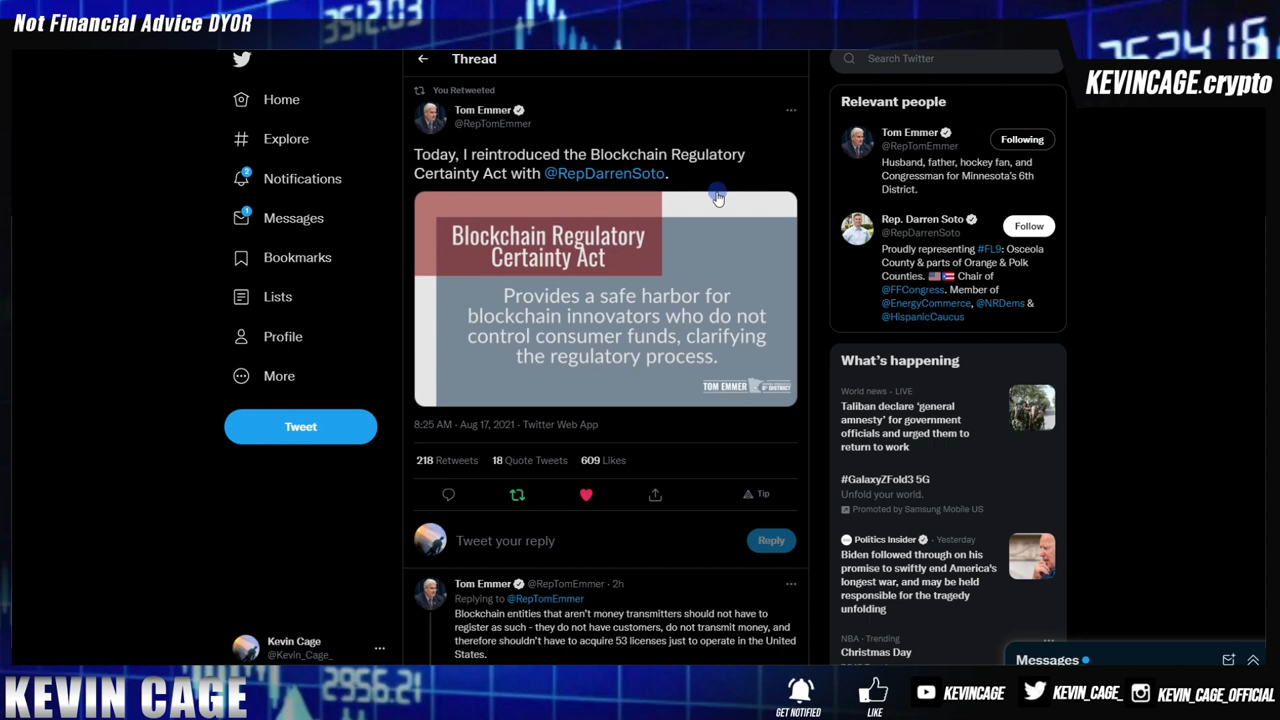 Not Financial Advice DYOR
3512.03
352416
KEVINCAGE.crypto
Home
Explore
2
Notifications
1
Messages
Bookmarks
Lists
Profile
More
Tweet
Kevin Cage
@Kevin_Cage_
Thread
You Retweeted
Tom Emmer
@RepTomEmmer
Today, I reintroduced the Blockchain Regulatory
Certainty Act with @RepDarrenSoto.
Blockchain Regulatory
Certainty Act
Provides a safe harbor for
blockchain innovators who do not
control consumer funds, clarifying
the regulatory process.
TOM EMMER
8:25 AM · Aug 17, 2021 · Twitter Web App
218 Retweets 18 Quote Tweets 609 Likes
Tip
Tweet your reply
Reply
Tom Emmer @RepTomEmmer · 2h
Replying to @RepTomEmmer
Blockchain entities that aren't money transmitters should not have to
register as such - they do not have customers, do not transmit money, and
therefore shouldn't have to acquire 53 licenses just to operate in the United
States.
Search Twitter
Relevant people
Tom Emmer
@RepTomEmmer
Following
Husband, father, hockey fan, and
Congressman for Minnesota's 6th
District.
Rep. Darren Soto
@RepDarrenSoto
Follow
Proudly representing #FL9: Osceola
County & parts of Orange & Polk
Counties. Chair of
@FFCongress. Member of
@EnergyCommerce, @NRDems &
@HispanicCaucus
What's happening
World news · LIVE
Taliban declare 'general
amnesty' for government
officials and urged them to
return to work
#GalaxyZFold3 5G
Unfold your world.
Promoted by Samsung Mobile US
Politics Insider · Yesterday
Biden followed through on his
promise to swiftly end America's
longest war, and may be held
responsible for the tragedy
unfolding
NBA · Trending
Christmas Day
Messages
KEVIN CAGE
2956.21
GET NOTIFIED
LIKE
KEVINCAGE
KEVIN_CAGE_
KEVIN_CAGE_OFFICIAL